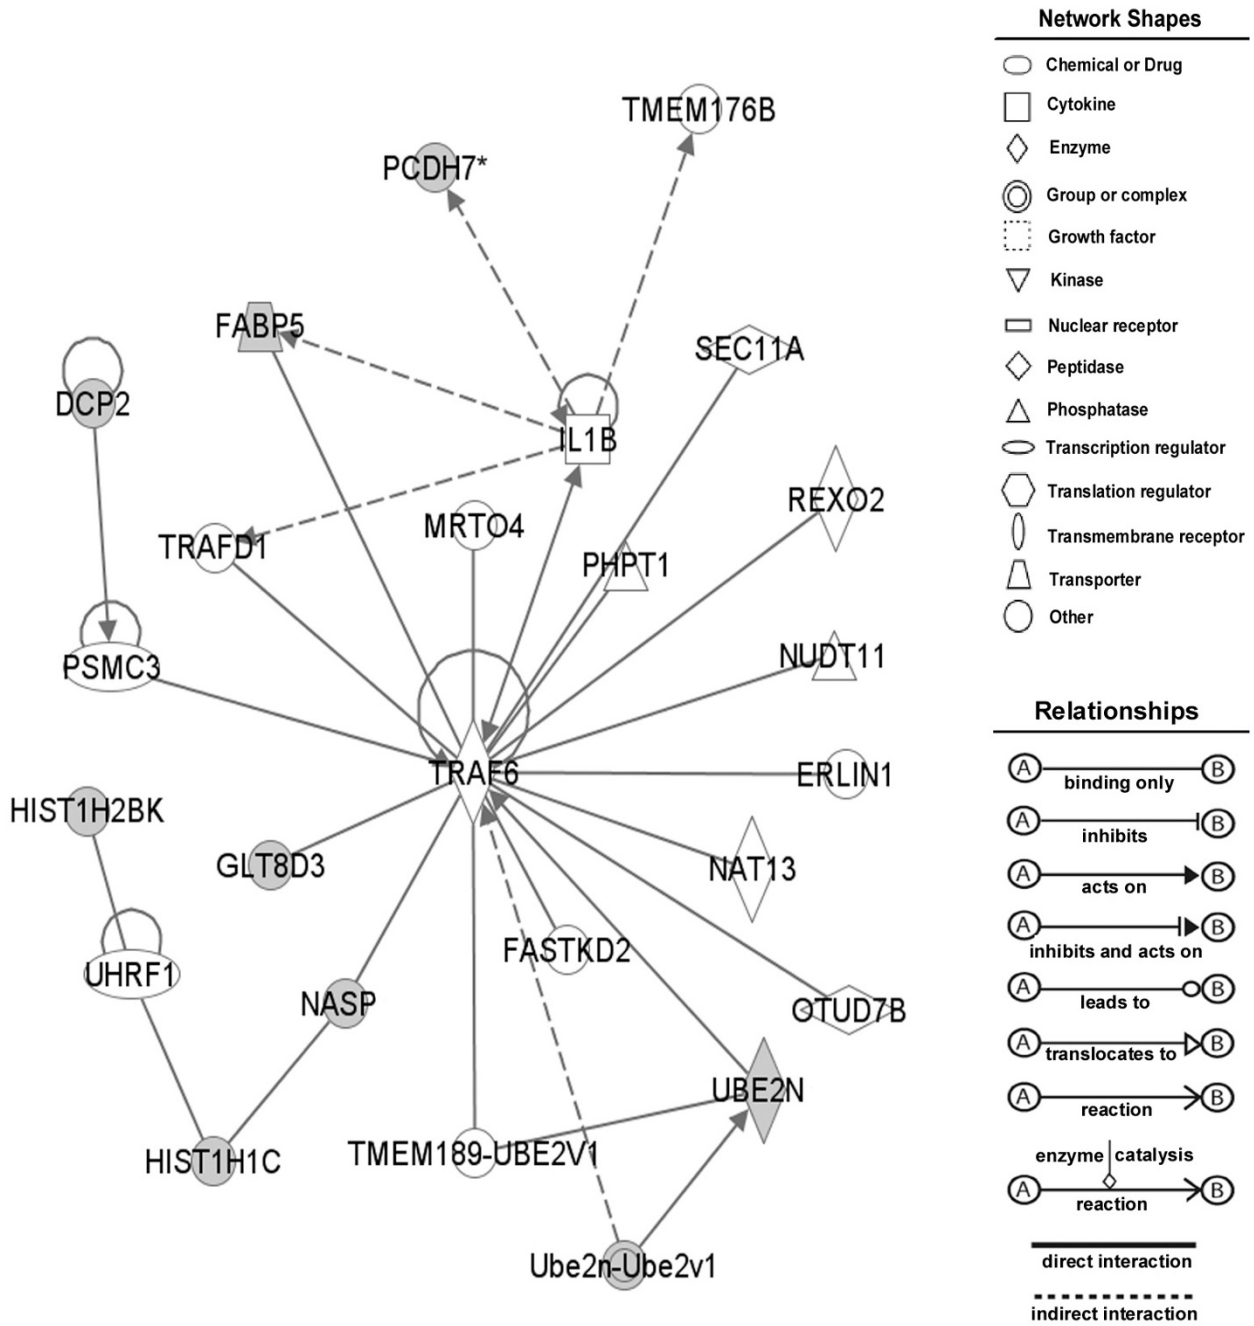 TMEM176B
PCDH7*
FABP5
SEC11A
DCP2
IL1B
REXO2
MRTO4
TRAFD1
PHPT1
PSMC3
NUDT11
TRAF6
ERLIN1
HIST1H2BK
GLT8D3
NAT13
FASTKD2
UHRF1
NASP
OTUD7B
UBE2N
HIST1H1C
TMEM189-UBE2V1
Ube2n-Ube2v1
Network Shapes
Chemical or Drug
Cytokine
Enzyme
Group or complex
Growth factor
Kinase
Nuclear receptor
Peptidase
Phosphatase
Transcription regulator
Translation regulator
Transmembrane receptor
Transporter
Other
Relationships
A B
binding only
A B
inhibits
A B
acts on
A B
inhibits and acts on
A B
leads to
A B
translocates to
A B
reaction
enzyme catalysis
A B
reaction
direct interaction
indirect interaction